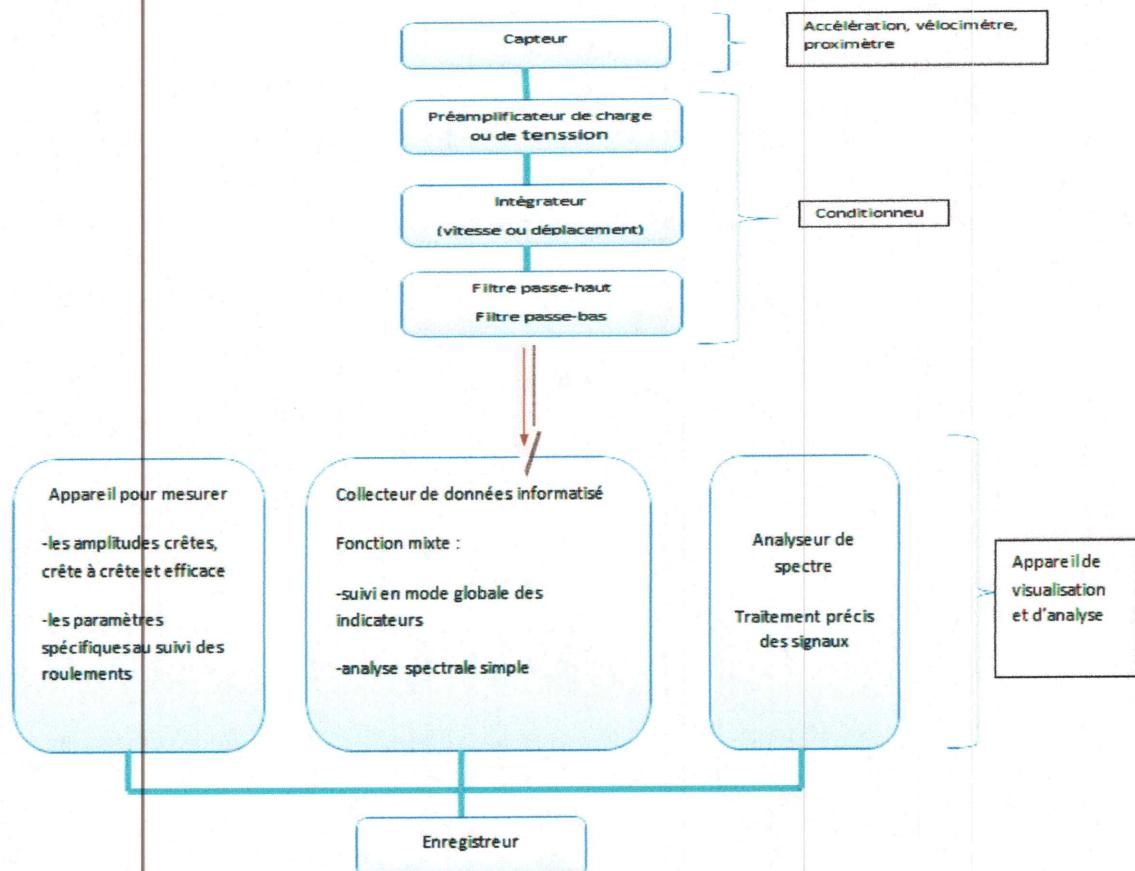 Capteur
Accélération, vélocimétre,
proximètre
Préamplificateur de charge
ou de tenssion
Intégrateur
(vitesse ou déplacement)
Conditionneu
Filtre passe-haut
Filtre passe-bas
Appareil pour mesurer
-les amplitudes crêtes,
crête à crête et efficace
-les paramètres
spécifiques au suivi des
roulements
Collecteur de données informatisé
Fonction mixte :
-suivi en mode globale des
indicateurs
-analyse spectrale simple
Analyseur de
spectre
Traitement précis
des signaux
Appareil de
visualisation
et d'analyse
Enregistreur